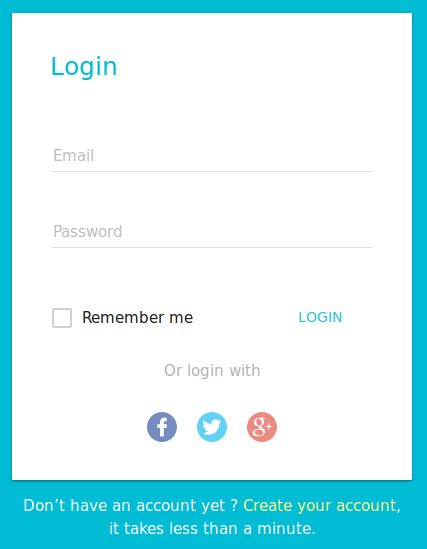 Login
Email
Password
Remember me
LOGIN
Or login with
f
g+
Don’t have an account yet ? Create your account,
it takes less than a minute.